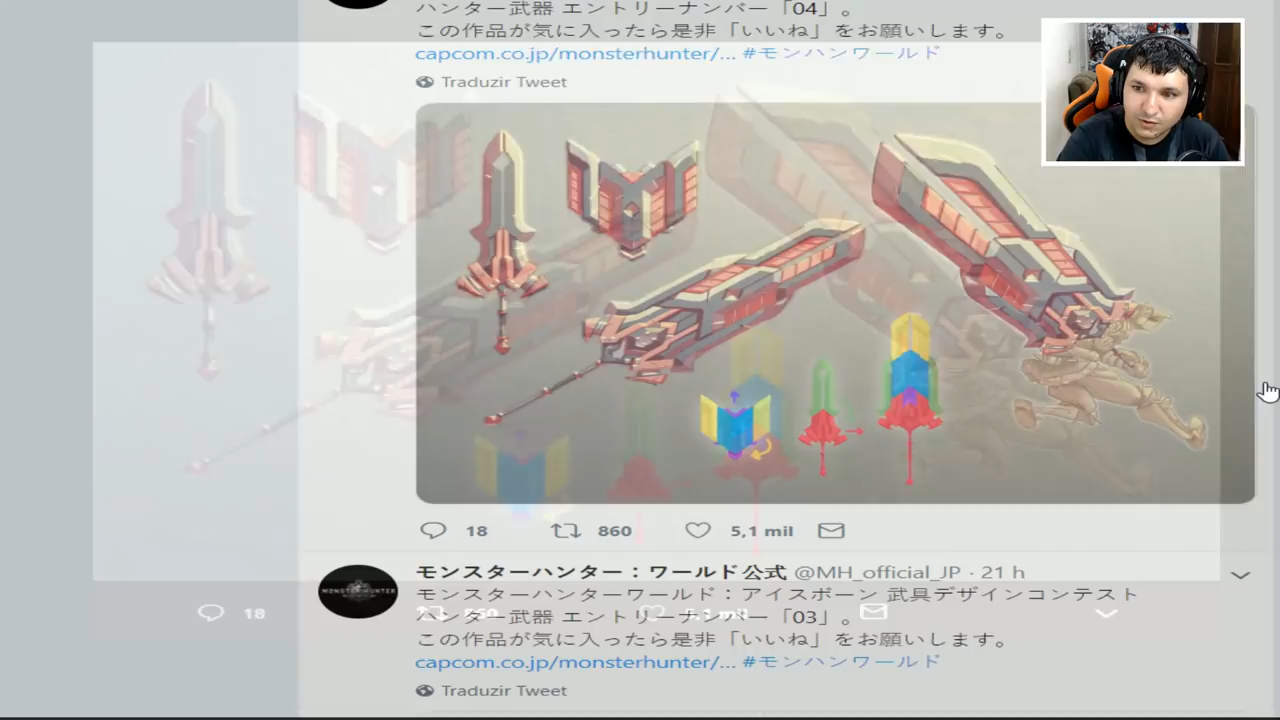 ハンター武器 エントリーナンバー「04」。
この作品が気に入ったら是非「いいね」をお願いします。
capcom.co.jp/monsterhunter/... #モンハンワールド
Traduzir Tweet
18 860 5,1 mil
モンスターハンター：ワールド公式 @MH_official_JP · 21 h
モンスターハンターワールド：アイスボーン 武具デザインコンテスト
ハンター武器 エントリーナンバー「03」。
18 860 5,1 mil
この作品が気に入ったら是非「いいね」をお願いします。
capcom.co.jp/monsterhunter/... #モンハンワールド
Traduzir Tweet
MONSTER HUNTER